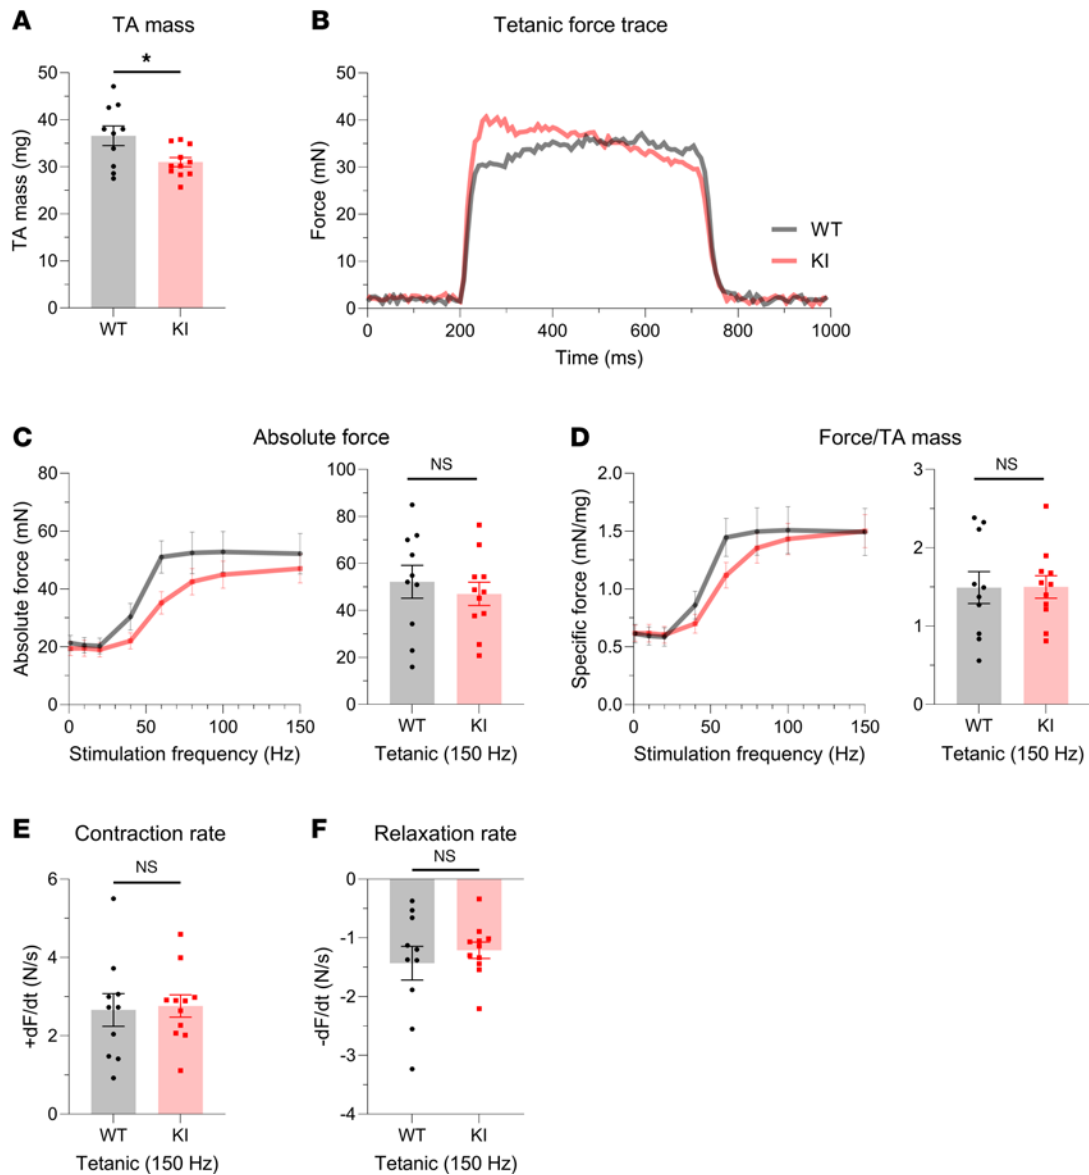 A TA mass
*
TA mass (mg)
50
40
30
20
10
0
WT KI
B Tetanic force trace
Force (mN)
50
40
30
20
10
0
0 200 400 600 800 1000
Time (ms)
WT
KI
C Absolute force
Absolute force (mN)
80
60
40
20
0
0 50 100 150
Stimulation frequency (Hz)
NS
100
80
60
40
20
0
WT KI
Tetanic (150 Hz)
D Force/TA mass
Specific force (mN/mg)
2.0
1.5
1.0
0.5
0.0
0 50 100 150
Stimulation frequency (Hz)
NS
3
2
1
0
WT KI
Tetanic (150 Hz)
E Contraction rate
NS
+dF/dt (N/s)
6
4
2
0
WT KI
Tetanic (150 Hz)
F Relaxation rate
NS
-dF/dt (N/s)
0
-1
-2
-3
-4
WT KI
Tetanic (150 Hz)